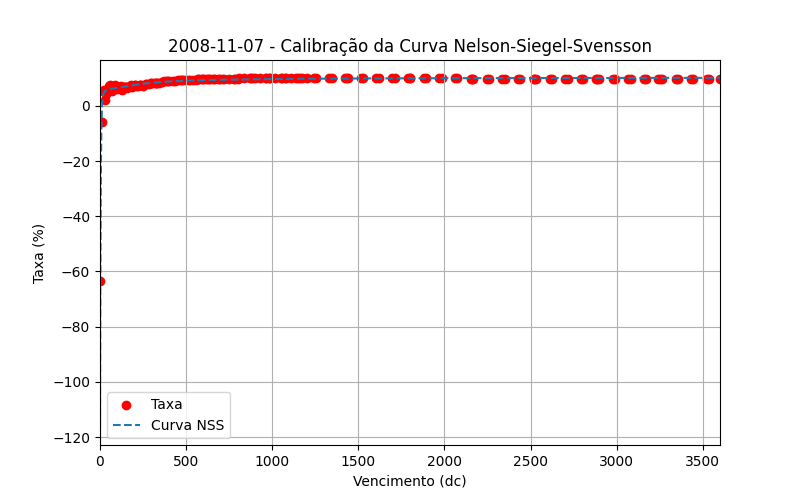 2008-11-07 - Calibração da Curva Nelson-Siegel-Svensson
Taxa (%)
0
−20
−40
−60
−80
−100
−120
Taxa
Curva NSS
0 500 1000 1500 2000 2500 3000 3500
Vencimento (dc)